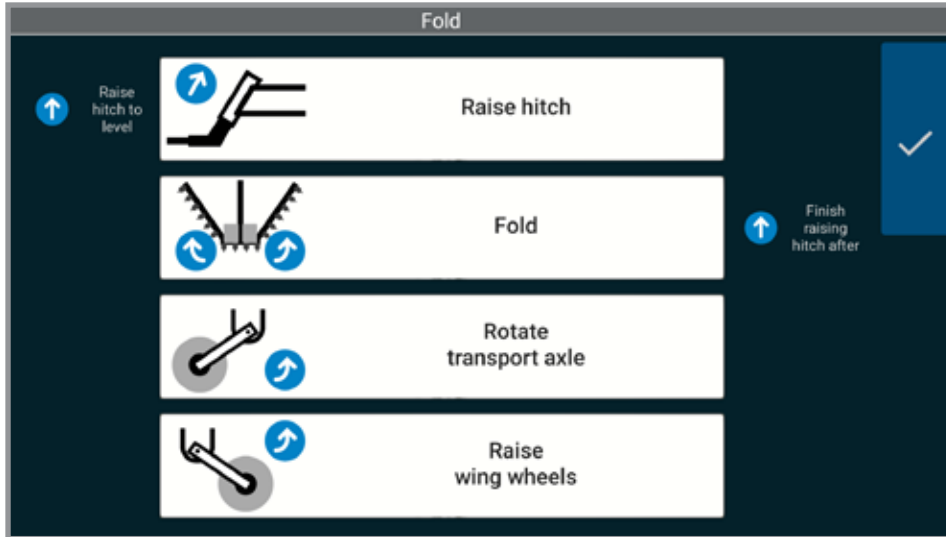 Fold
Raise
hitch to
level
Raise hitch
Fold
Finish
raising
hitch after
Rotate
transport axle
Raise
wing wheels